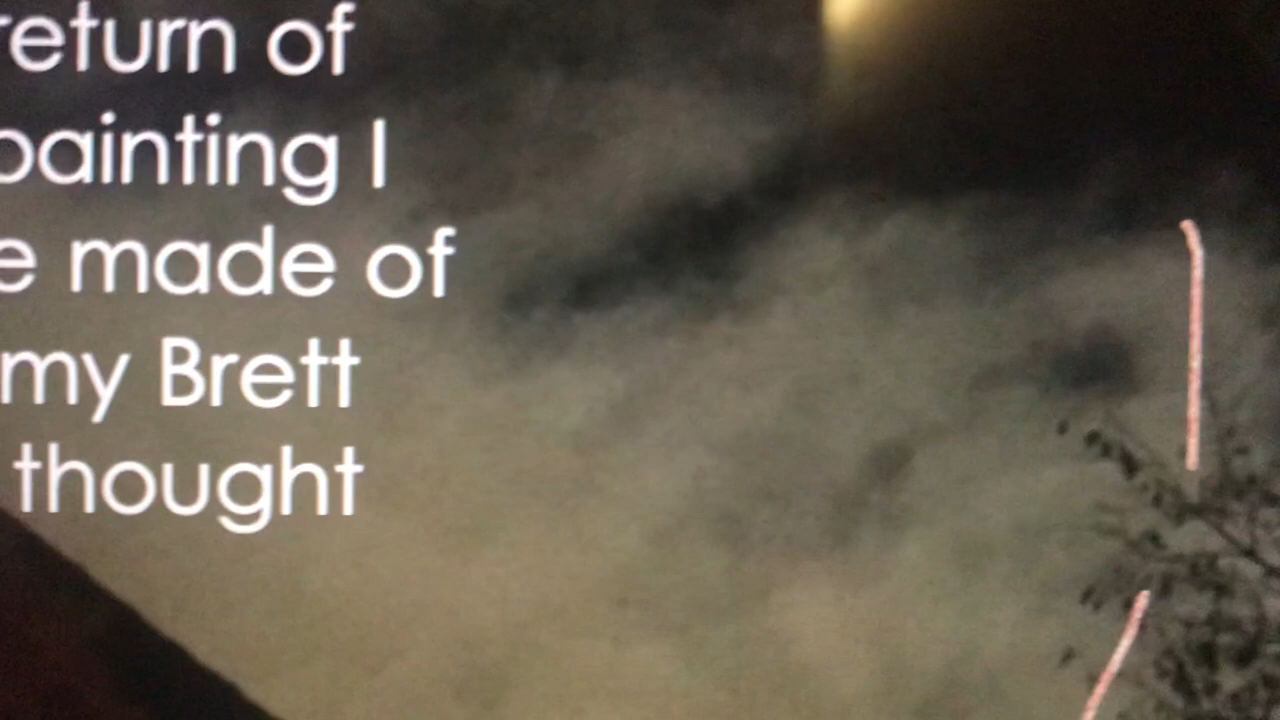 return of
painting I
e made of
my Brett
thought